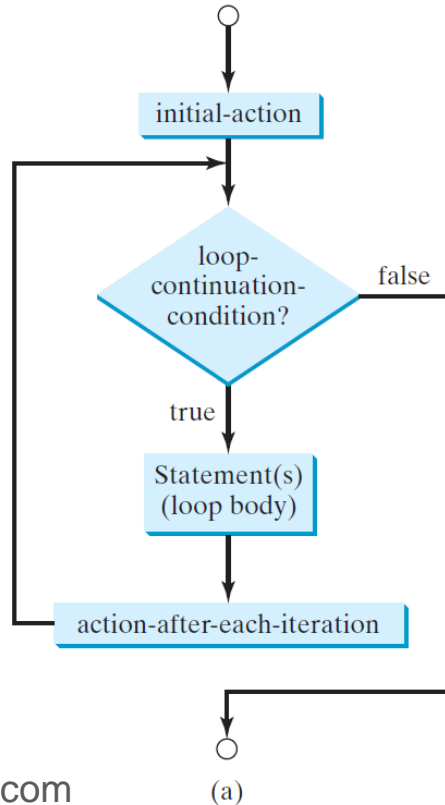 initial-action
loop-
continuation-
condition?
false
true
Statement(s)
(loop body)
action-after-each-iteration
com
(a)